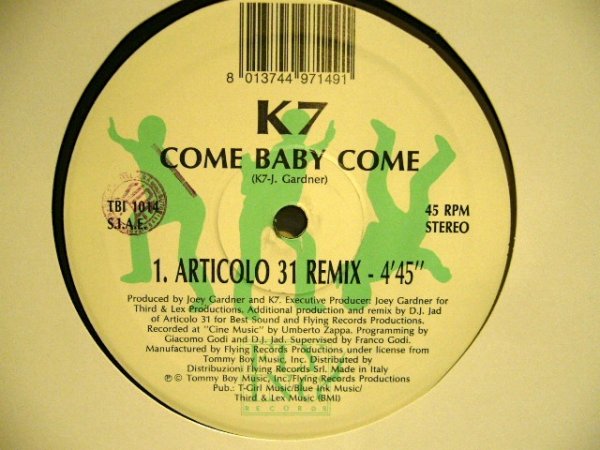 8 013744 971491
K7
COME BABY COME
(K7-J. Gardner)
TBI 1014
S.I.A.E.
45 RPM
STEREO
1. ARTICOLO 31 REMIX - 4'45"
Produced by Joey Gardner and K7. Executive Producer: Joey Gardner for
Third & Lex Productions. Additional production and remix by D.J. Jad
of Articolo 31 for Best Sound and Flying Records Productions.
Recorded at "Cine Music" by Umberto Zappa. Programming by
Giacomo Godi and D.J. Jad. Supervised by Franco Godi.
Manufactured by Flying Records Productions under license from
Tommy Boy Music, Inc. Distributed by
Distribuzioni Flying Records Srl. Made in Italy
℗ © Tommy Boy Music, Inc./Flying Records Productions
Pub.: T-Girl Music/Blue Ink Music/
Third & Lex Music (BMI)
RECORDS